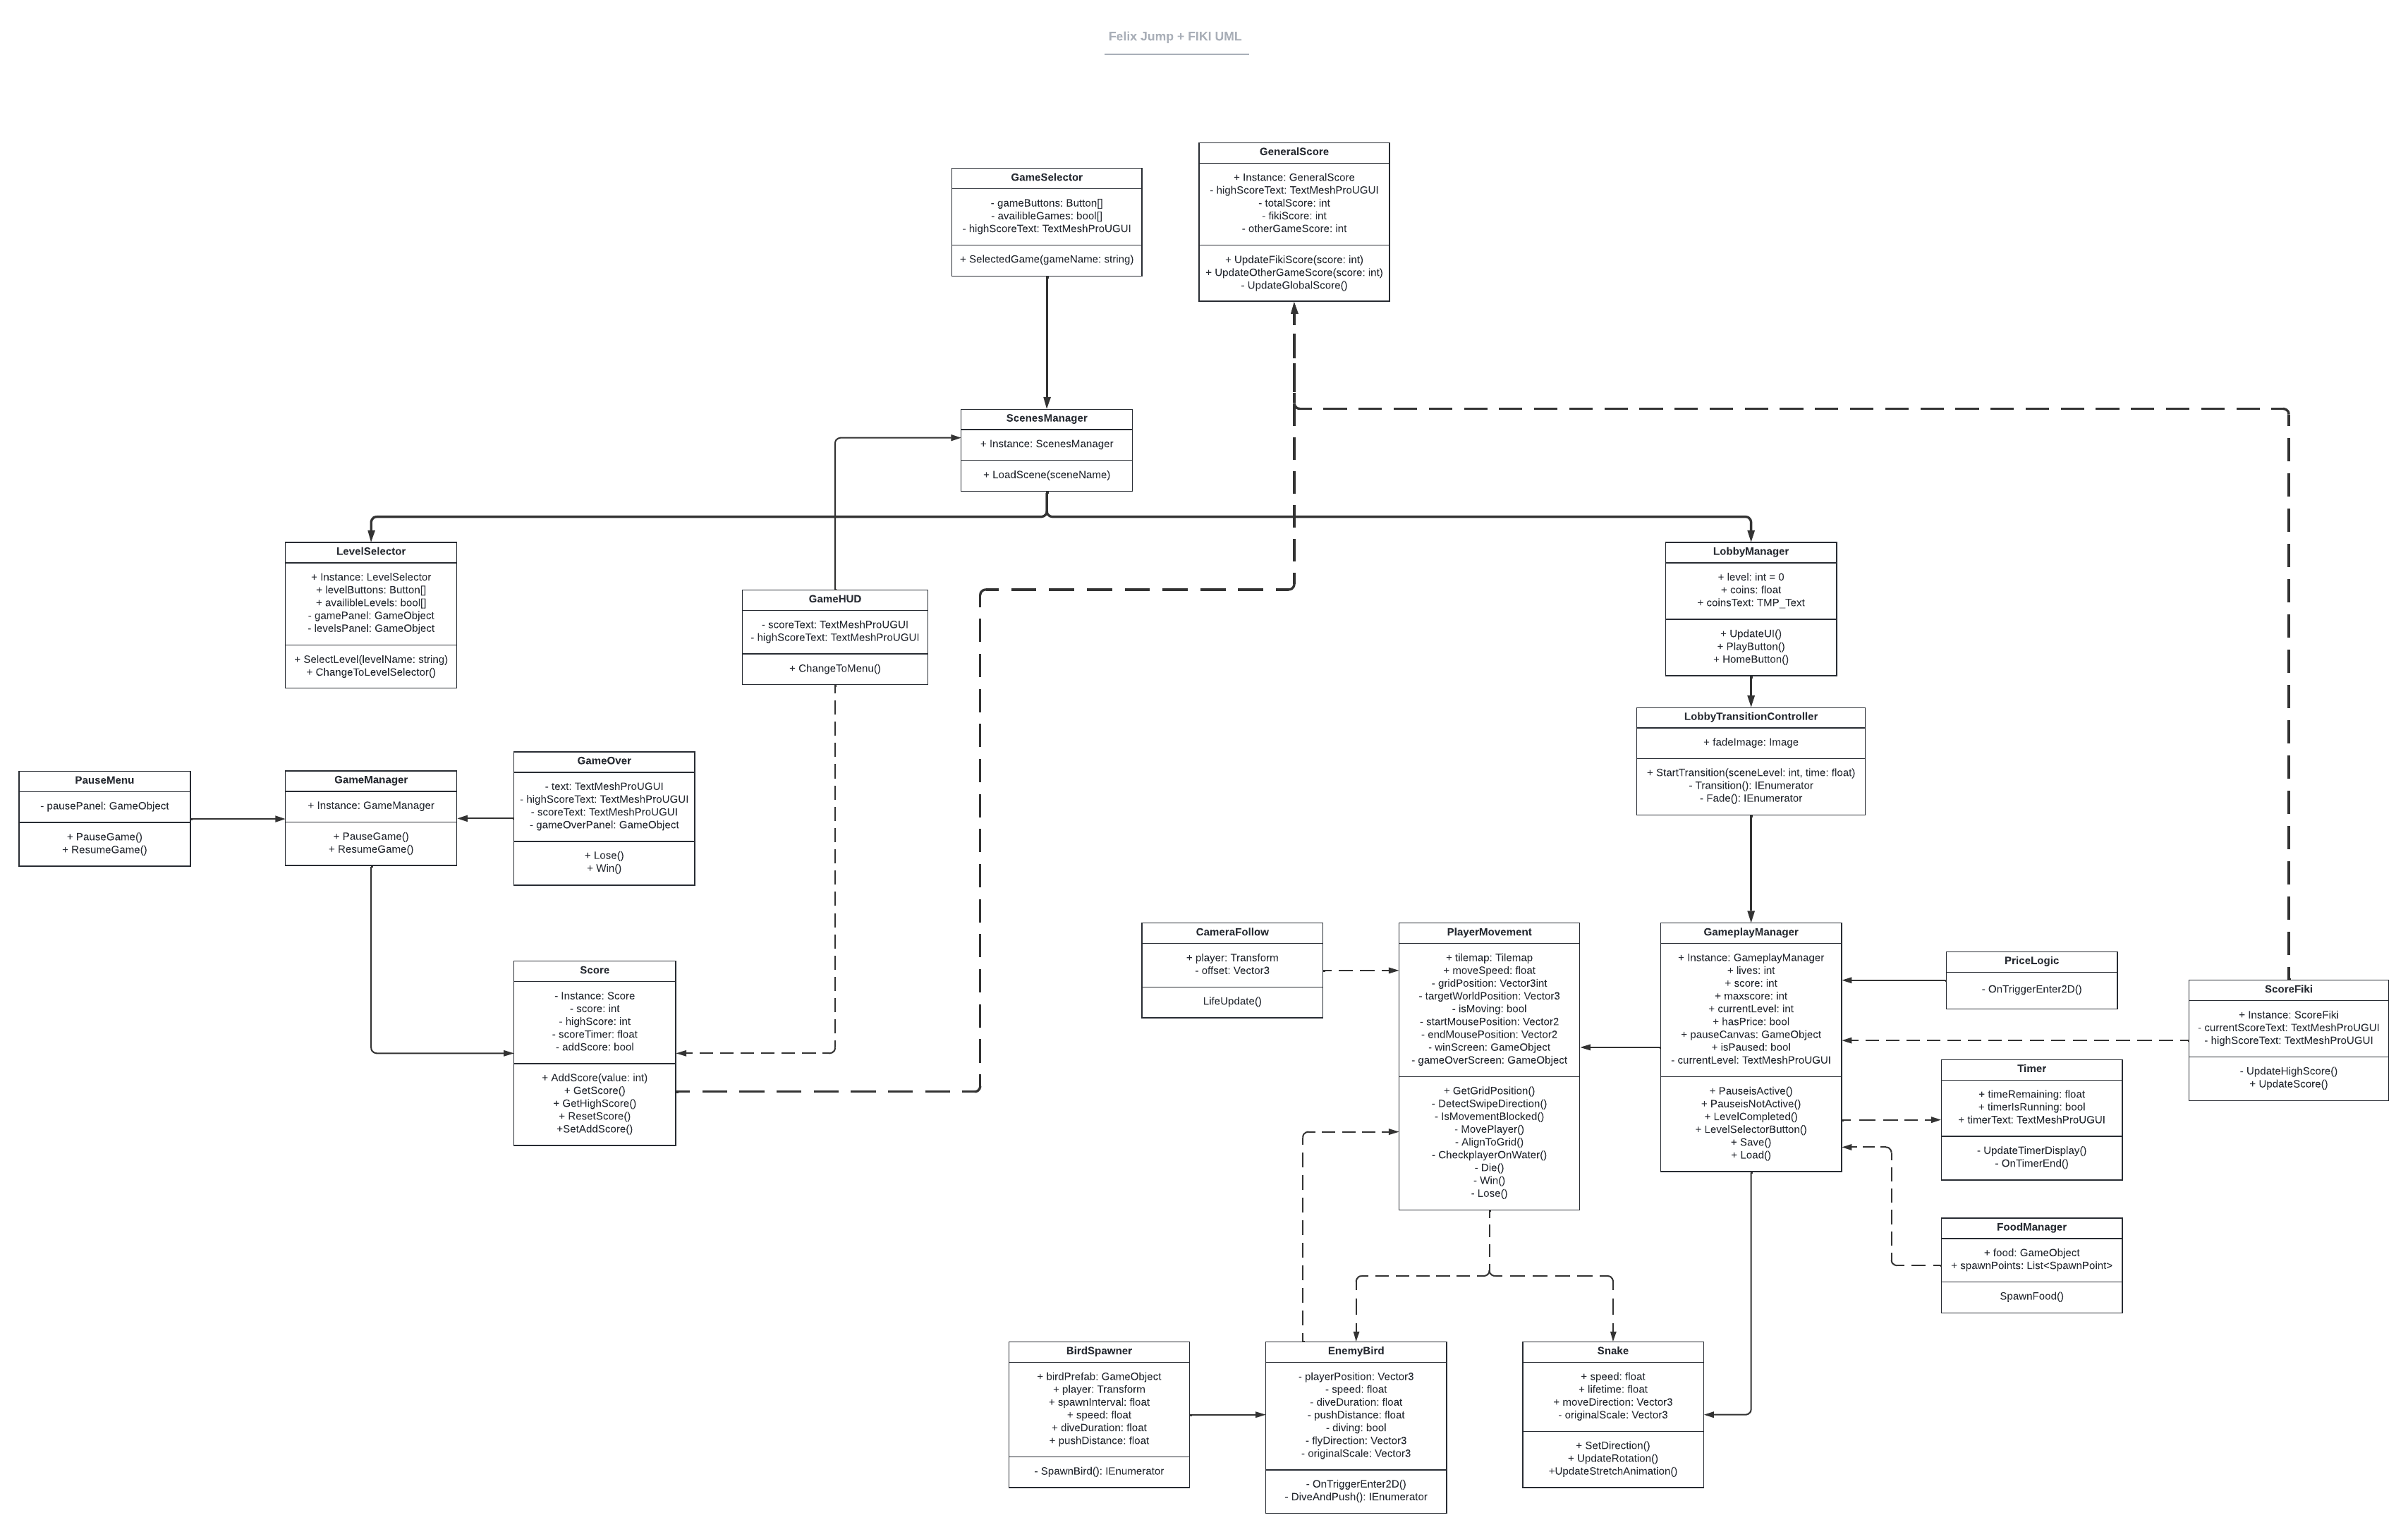 Felix Jump + FIKI UML
GameSelector
- gameButtons: Button[]
- availibleGames: bool[]
- highScoreText: TextMeshProUGUI
+ SelectedGame(gameName: string)
GeneralScore
+ Instance: GeneralScore
- highScoreText: TextMeshProUGUI
- totalScore: int
- fikiScore: int
- otherGameScore: int
+ UpdateFikiScore(score: int)
+ UpdateOtherGameScore(score: int)
- UpdateGlobalScore()
ScenesManager
+ Instance: ScenesManager
+ LoadScene(sceneName)
LevelSelector
+ Instance: LevelSelector
+ levelButtons: Button[]
+ availibleLevels: bool[]
- gamePanel: GameObject
- levelsPanel: GameObject
+ SelectLevel(levelName: string)
+ ChangeToLevelSelector()
GameHUD
- scoreText: TextMeshProUGUI
- highScoreText: TextMeshProUGUI
+ ChangeToMenu()
LobbyManager
+ level: int = 0
+ coins: float
+ coinsText: TMP_Text
+ UpdateUI()
+ PlayButton()
+ HomeButton()
LobbyTransitionController
+ fadeImage: Image
+ StartTransition(sceneLevel: int, time: float)
- Transition(): IEnumerator
- Fade(): IEnumerator
PauseMenu
- pausePanel: GameObject
+ PauseGame()
+ ResumeGame()
GameManager
+ Instance: GameManager
+ PauseGame()
+ ResumeGame()
GameOver
- text: TextMeshProUGUI
- highScoreText: TextMeshProUGUI
- scoreText: TextMeshProUGUI
- gameOverPanel: GameObject
+ Lose()
+ Win()
Score
- Instance: Score
- score: int
- highScore: int
- scoreTimer: float
- addScore: bool
+ AddScore(value: int)
+ GetScore()
+ GetHighScore()
+ ResetScore()
+SetAddScore()
CameraFollow
+ player: Transform
- offset: Vector3
LifeUpdate()
PlayerMovement
+ tilemap: Tilemap
+ moveSpeed: float
- gridPosition: Vector3int
- targetWorldPosition: Vector3
- isMoving: bool
- startMousePosition: Vector2
- endMousePosition: Vector2
- winScreen: GameObject
- gameOverScreen: GameObject
+ GetGridPosition()
- DetectSwipeDirection()
- IsMovementBlocked()
- MovePlayer()
- AlignToGrid()
- CheckplayerOnWater()
- Die()
- Win()
- Lose()
GameplayManager
+ Instance: GameplayManager
+ lives: int
+ score: int
+ maxscore: int
+ currentLevel: int
+ hasPrice: bool
+ pauseCanvas: GameObject
+ isPaused: bool
- currentLevel: TextMeshProUGUI
+ PauseisActive()
+ PauseisNotActive()
+ LevelCompleted()
+ LevelSelectorButton()
+ Save()
+ Load()
PriceLogic
- OnTriggerEnter2D()
ScoreFiki
+ Instance: ScoreFiki
- currentScoreText: TextMeshProUGUI
- highScoreText: TextMeshProUGUI
- UpdateHighScore()
+ UpdateScore()
Timer
+ timeRemaining: float
+ timerIsRunning: bool
+ timerText: TextMeshProUGUI
- UpdateTimerDisplay()
- OnTimerEnd()
FoodManager
+ food: GameObject
+ spawnPoints: List<SpawnPoint>
SpawnFood()
BirdSpawner
+ birdPrefab: GameObject
+ player: Transform
+ spawnInterval: float
+ speed: float
+ diveDuration: float
+ pushDistance: float
- SpawnBird(): IEnumerator
EnemyBird
- playerPosition: Vector3
- speed: float
- diveDuration: float
- pushDistance: float
- diving: bool
- flyDirection: Vector3
- originalScale: Vector3
- OnTriggerEnter2D()
- DiveAndPush(): IEnumerator
Snake
+ speed: float
+ lifetime: float
+ moveDirection: Vector3
- originalScale: Vector3
+ SetDirection()
+ UpdateRotation()
+UpdateStretchAnimation()